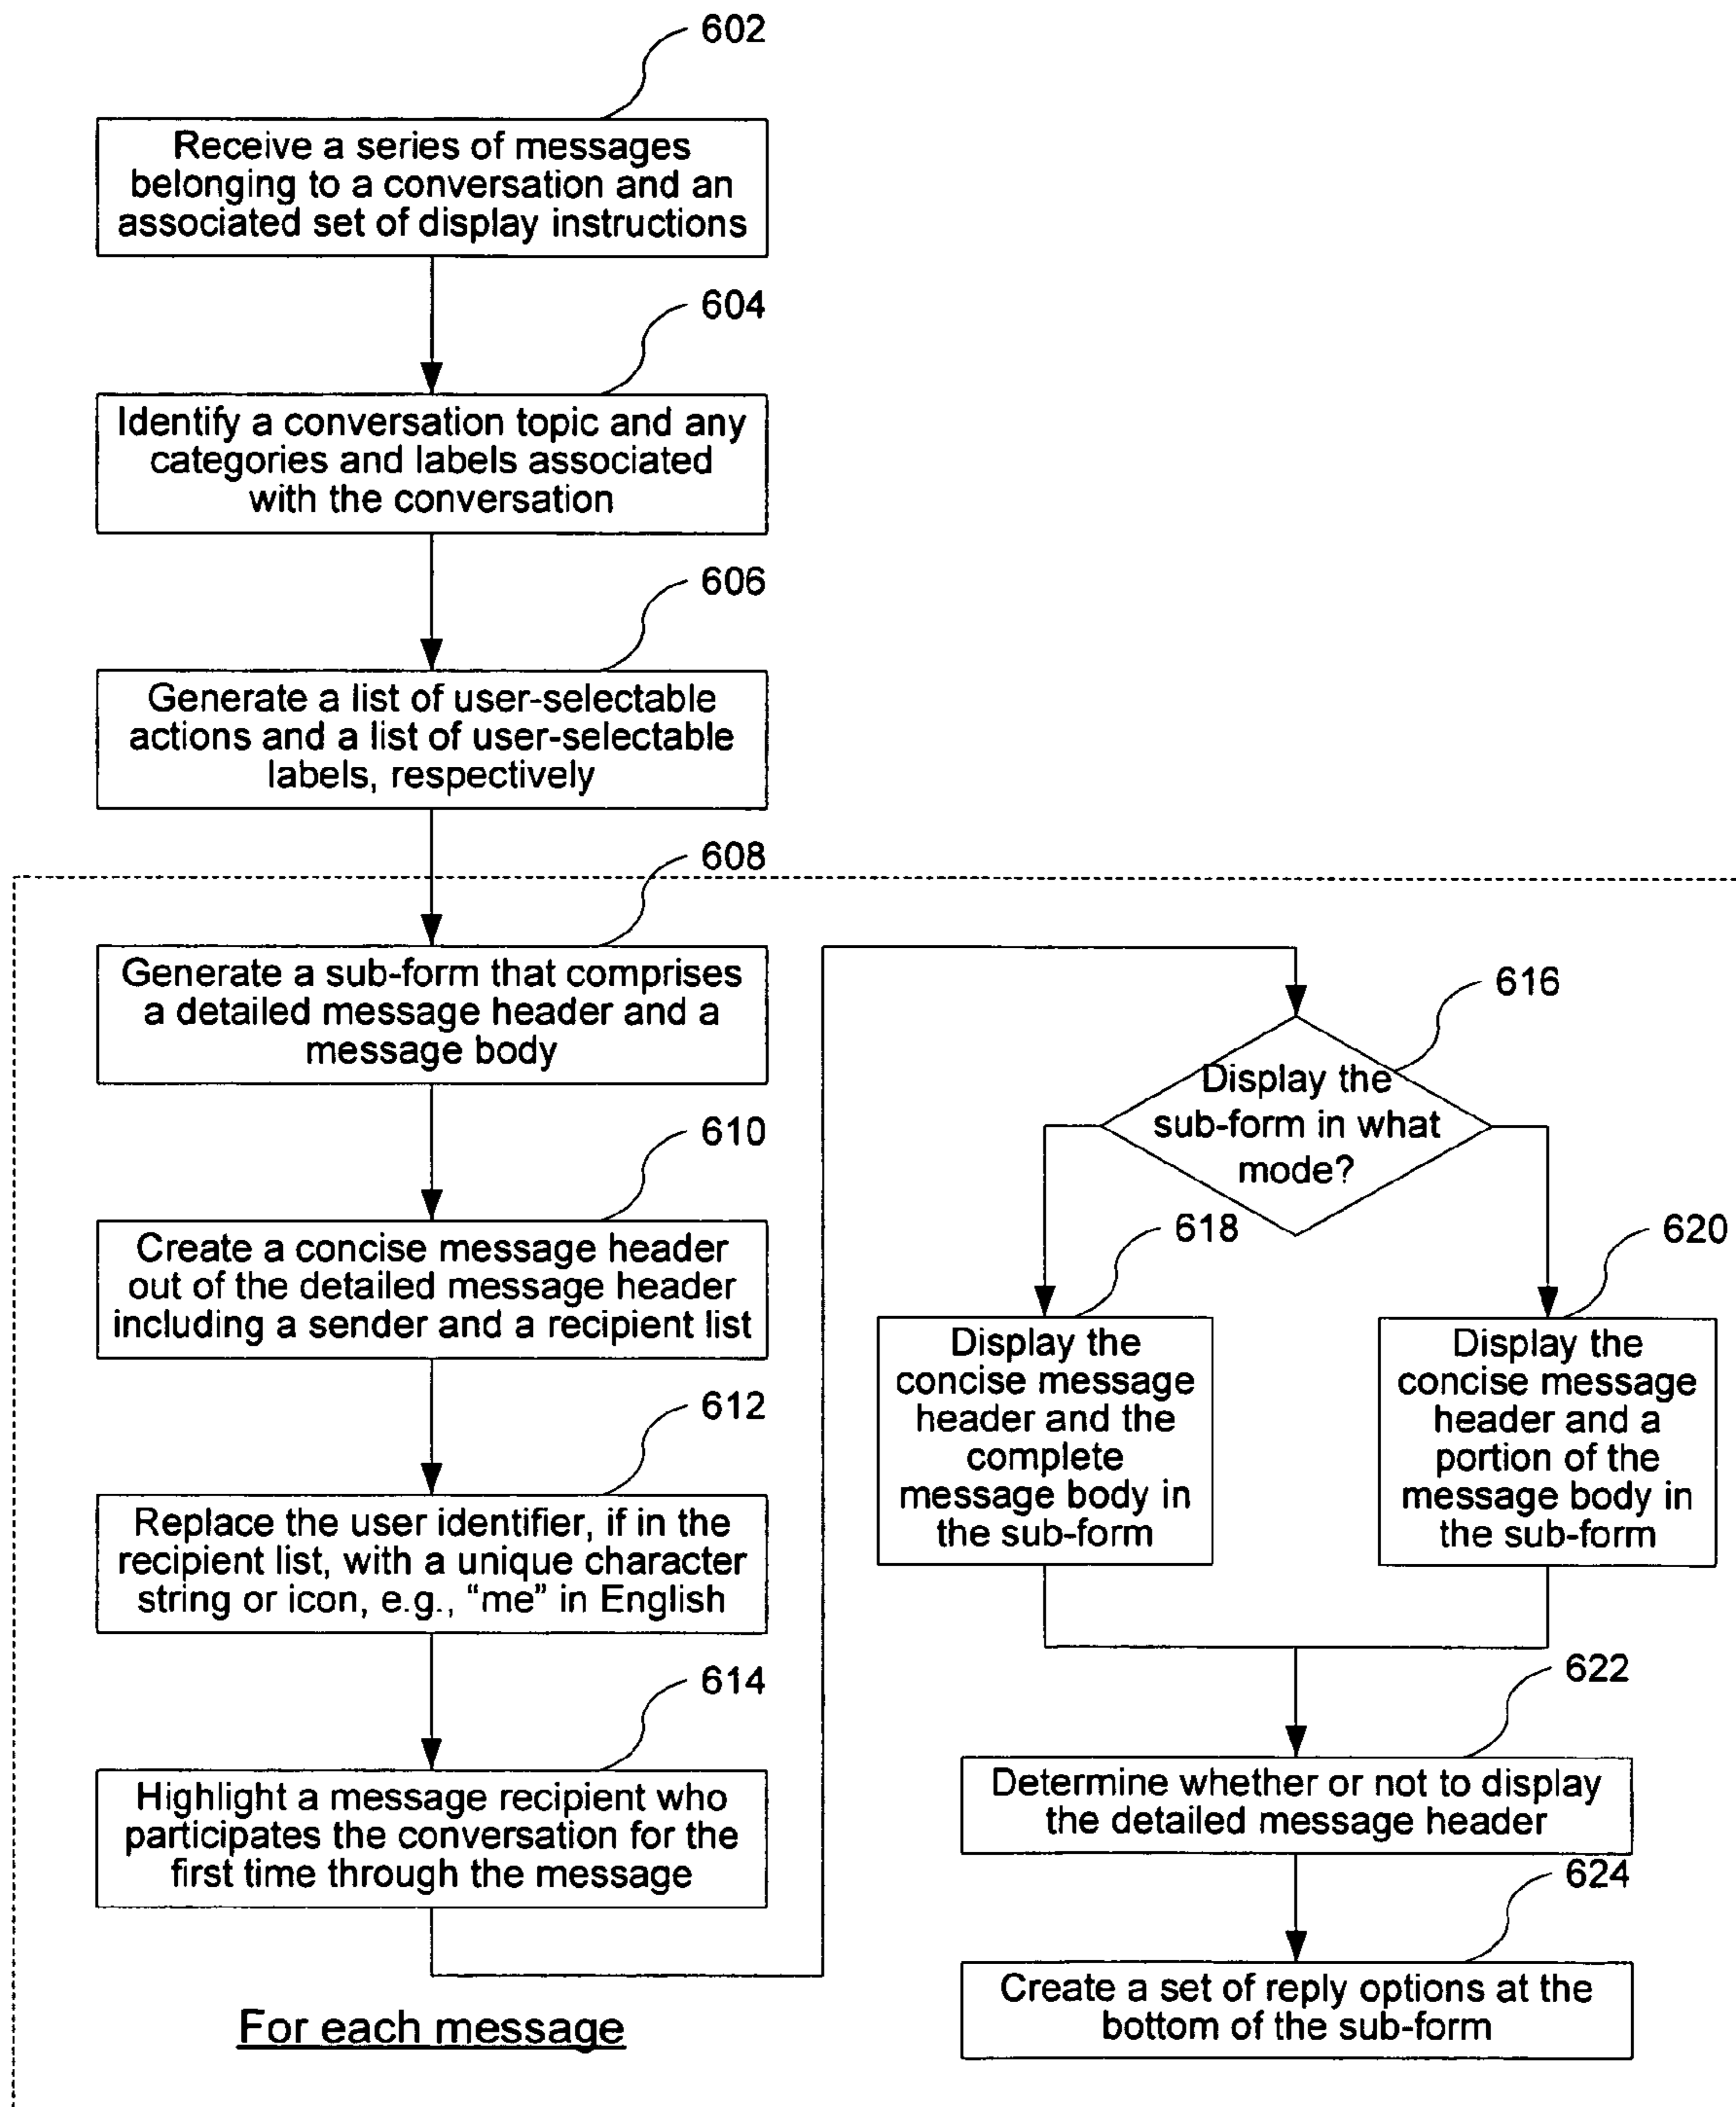 602
Receive a series of messages
belonging to a conversation and an
associated set of display instructions
604
Identify a conversation topic and any
categories and labels associated
with the conversation
606
Generate a list of user-selectable
actions and a list of user-selectable
labels, respectively
608
Generate a sub-form that comprises
a detailed message header and a
message body
610
Create a concise message header
out of the detailed message header
including a sender and a recipient list
612
Replace the user identifier, if in the
recipient list, with a unique character
string or icon, e.g., “me” in English
614
Highlight a message recipient who
participates the conversation for the
first time through the message
For each message
616
Display the
sub-form in what
mode?
618
Display the
concise message
header and the
complete
message body in
the sub-form
620
Display the
concise message
header and a
portion of the
message body in
the sub-form
622
Determine whether or not to display
the detailed message header
624
Create a set of reply options at the
bottom of the sub-form